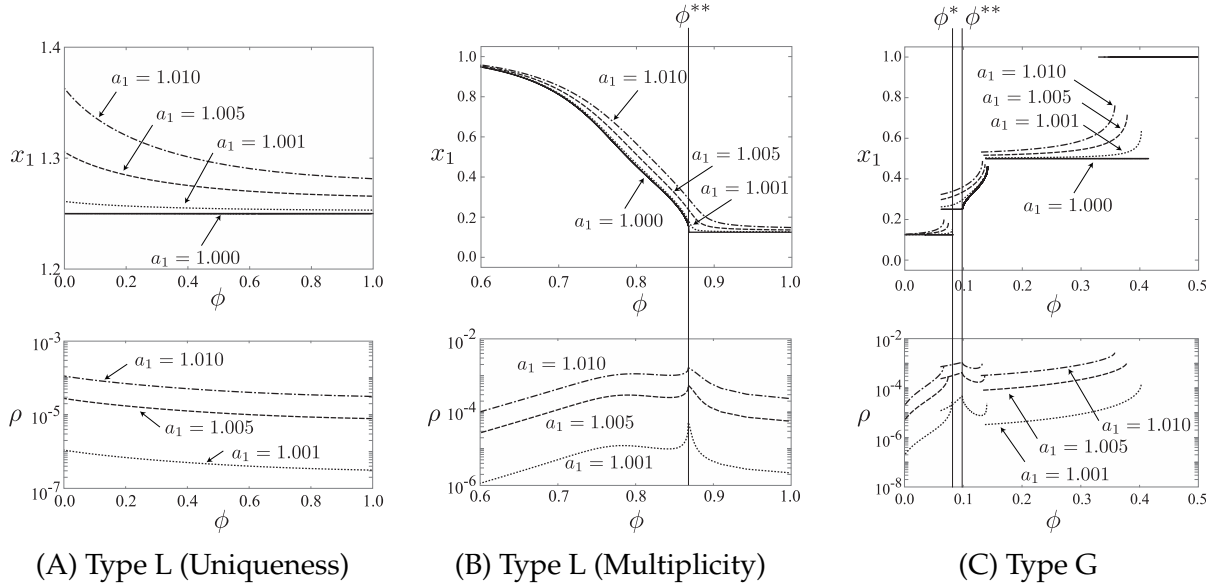 1.4
1.3
1.2
x₁
a₁ = 1.010
a₁ = 1.005
a₁ = 1.001
a₁ = 1.000
0.0 0.2 0.4 0.6 0.8 1.0
ϕ
10⁻³
10⁻⁵
10⁻⁷
ρ
a₁ = 1.010
a₁ = 1.005
a₁ = 1.001
0.0 0.2 0.4 0.6 0.8 1.0
ϕ
(A) Type L (Uniqueness)
ϕ**
1.0
0.8
0.6
0.4
0.2
0.0
x₁
a₁ = 1.010
a₁ = 1.005
a₁ = 1.001
a₁ = 1.000
0.6 0.7 0.8 0.9 1.0
ϕ
10⁻²
10⁻⁴
10⁻⁶
ρ
a₁ = 1.010
a₁ = 1.005
a₁ = 1.001
0.6 0.7 0.8 0.9 1.0
ϕ
(B) Type L (Multiplicity)
ϕ* ϕ**
1.0
0.8
0.6
0.4
0.2
0.0
x₁
a₁ = 1.010
a₁ = 1.005
a₁ = 1.001
a₁ = 1.000
0.0 0.1 0.2 0.3 0.4 0.5
ϕ
10⁻²
10⁻⁴
10⁻⁶
10⁻⁸
ρ
a₁ = 1.010
a₁ = 1.005
a₁ = 1.001
0.0 0.1 0.2 0.3 0.4 0.5
ϕ
(C) Type G